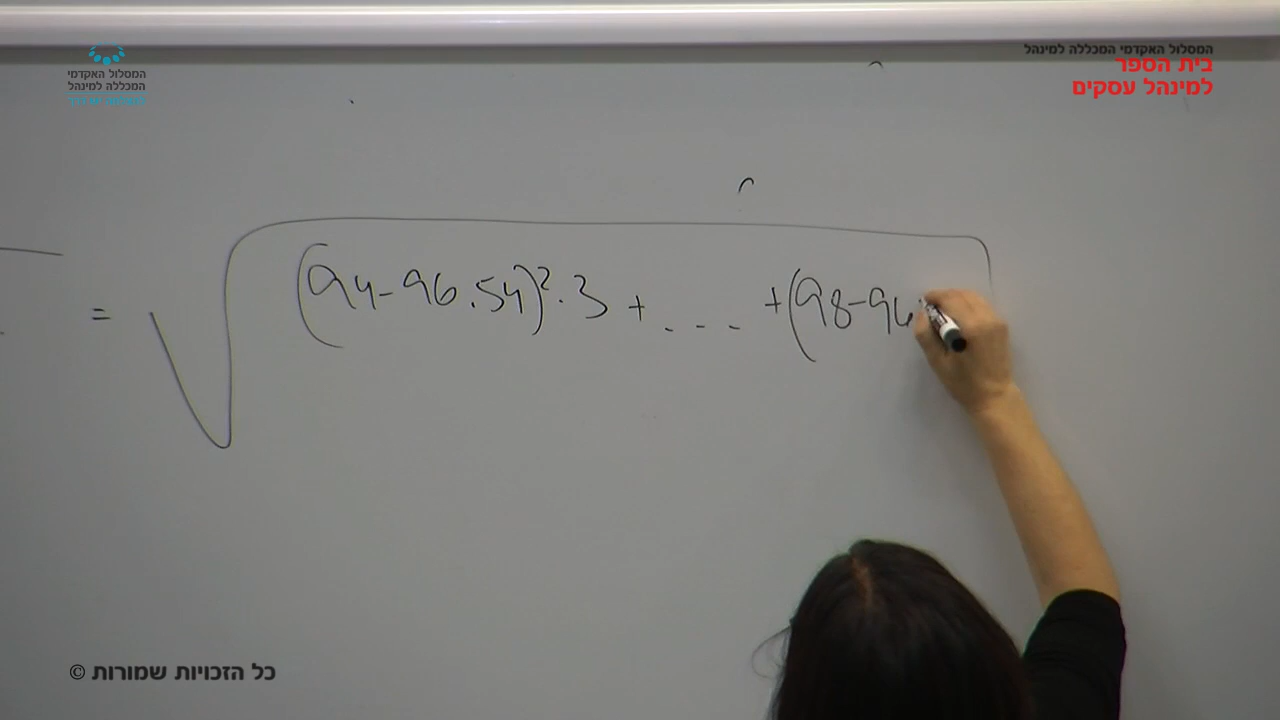 המסלול האקדמי המכללה למינהל
בית הספר
למינהל עסקים
המסלול האקדמי
המכללה למינהל
= √ (94-96.54)².3 + ... +(98-96
כל הזכויות שמורות ©